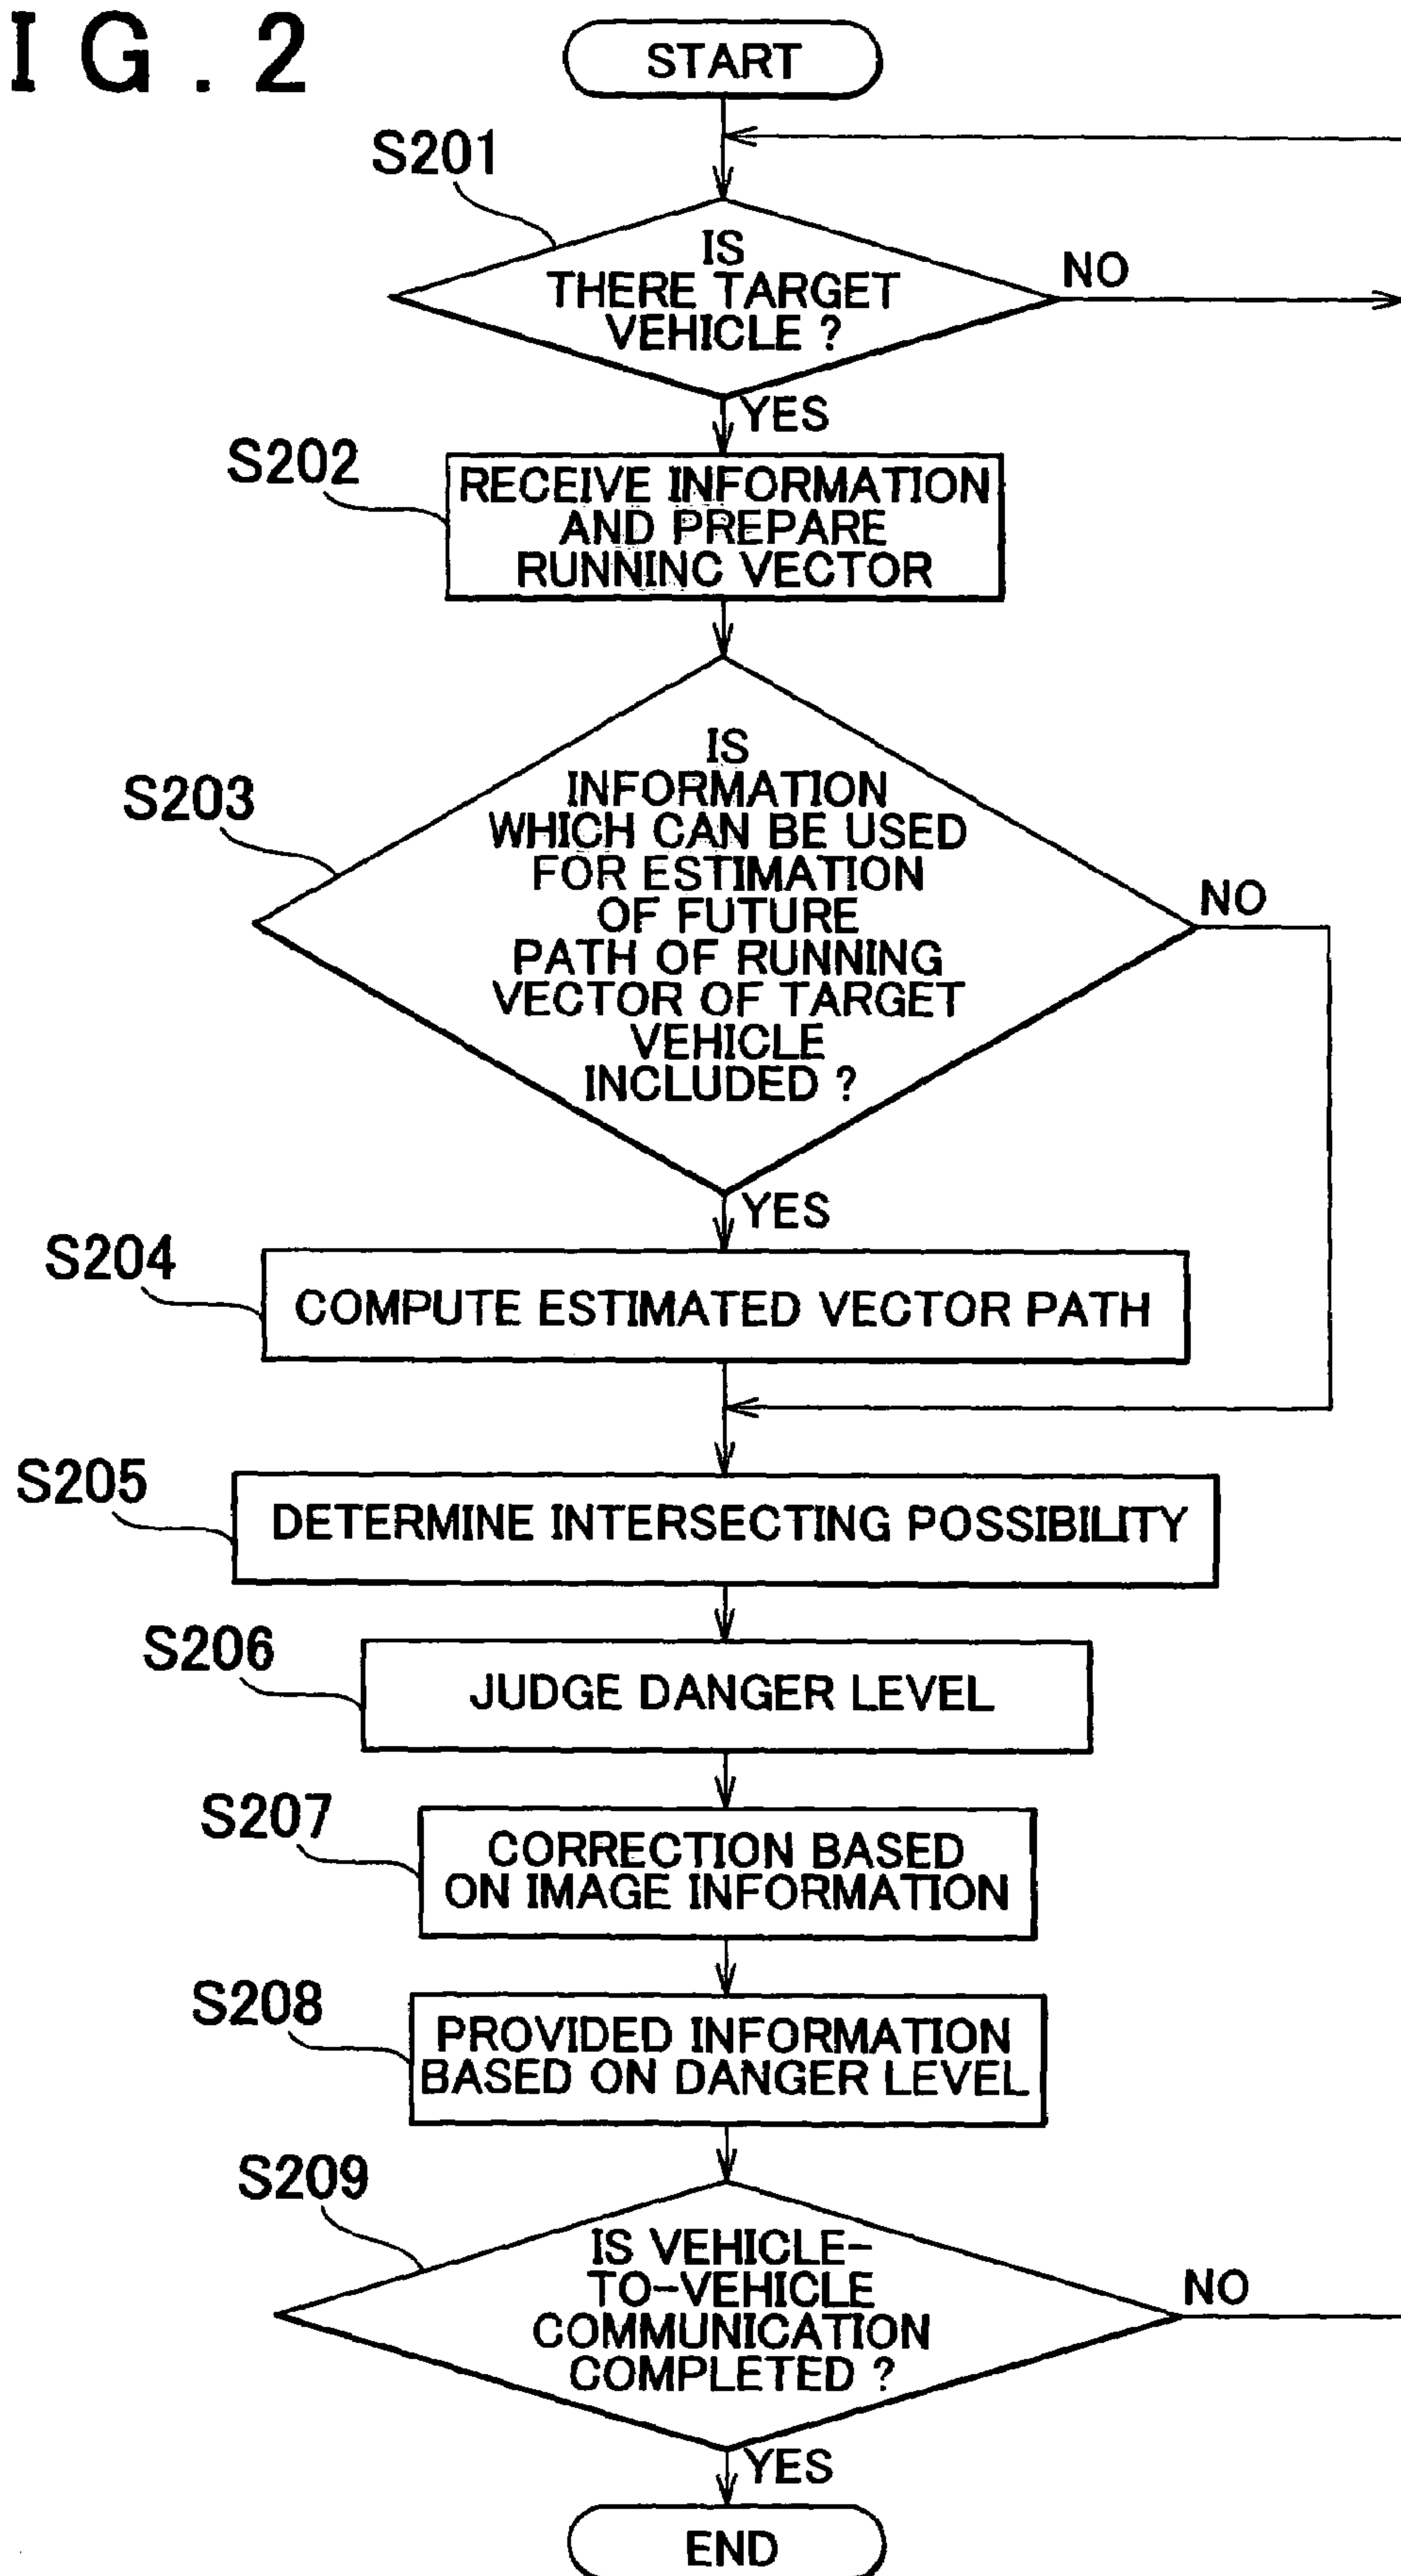 IG.2
START
S201
IS
THERE TARGET
VEHICLE ?
NO
YES
S202
RECEIVE INFORMATION
AND PREPARE
RUNNINC VECTOR
S203
IS
INFORMATION
WHICH CAN BE USED
FOR ESTIMATION
OF FUTURE
PATH OF RUNNING
VECTOR OF TARGET
VEHICLE
INCLUDED ?
NO
YES
S204
COMPUTE ESTIMATED VECTOR PATH
S205
DETERMINE INTERSECTING POSSIBILITY
S206
JUDGE DANGER LEVEL
S207
CORRECTION BASED
ON IMAGE INFORMATION
S208
PROVIDED INFORMATION
BASED ON DANGER LEVEL
S209
IS VEHICLE-
TO-VEHICLE
COMMUNICATION
COMPLETED ?
NO
YES
END